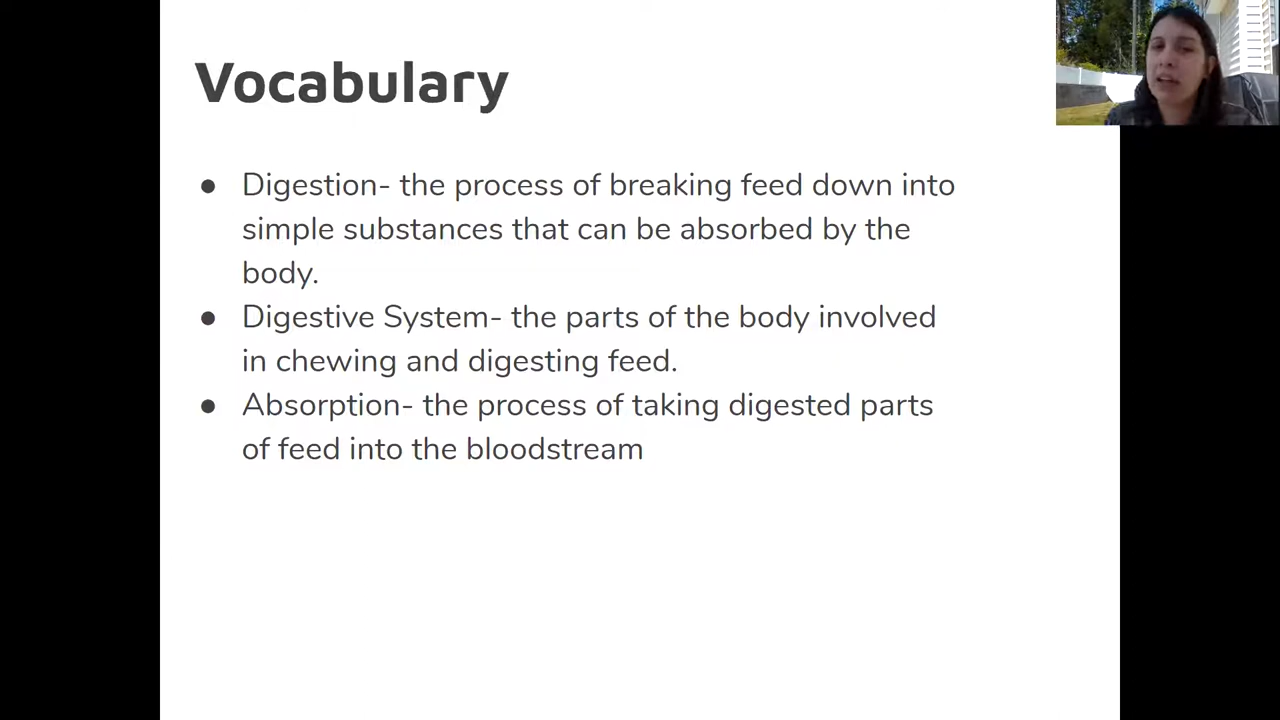 Vocabulary
● Digestion- the process of breaking feed down into
simple substances that can be absorbed by the
body.
● Digestive System- the parts of the body involved
in chewing and digesting feed.
● Absorption- the process of taking digested parts
of feed into the bloodstream